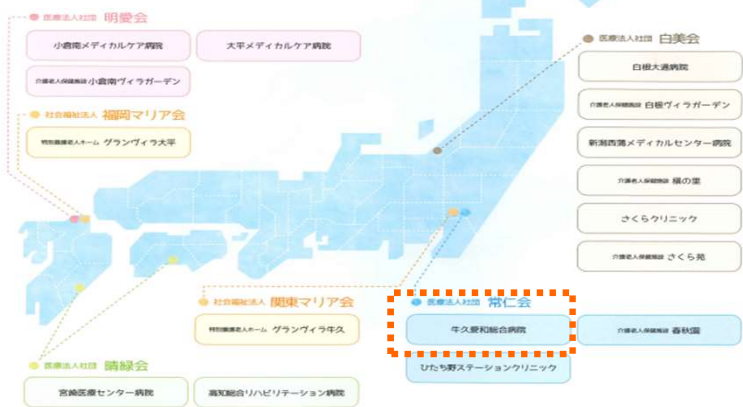 医療法人社団 明愛会
小倉南メディカルケア病院
大平メディカルケア病院
介護老人保健施設 小倉南ヴィラガーデン
社会福祉法人 福岡マリア会
特別養護老人ホーム グランヴィラ大平
医療法人社団 白美会
白根大通病院
介護老人保健施設 白根ヴィラガーデン
新潟西蒲メディカルセンター病院
介護老人保健施設 槇の里
さくらクリニック
介護老人保健施設 さくら苑
社会福祉法人 関東マリア会
特別養護老人ホーム グランヴィラ牛久
医療法人社団 常仁会
牛久愛和総合病院
介護老人保健施設 春秋園
ひたち野ステーションクリニック
医療法人社団 晴緑会
宮崎医療センター病院
高知総合リハビリテーション病院